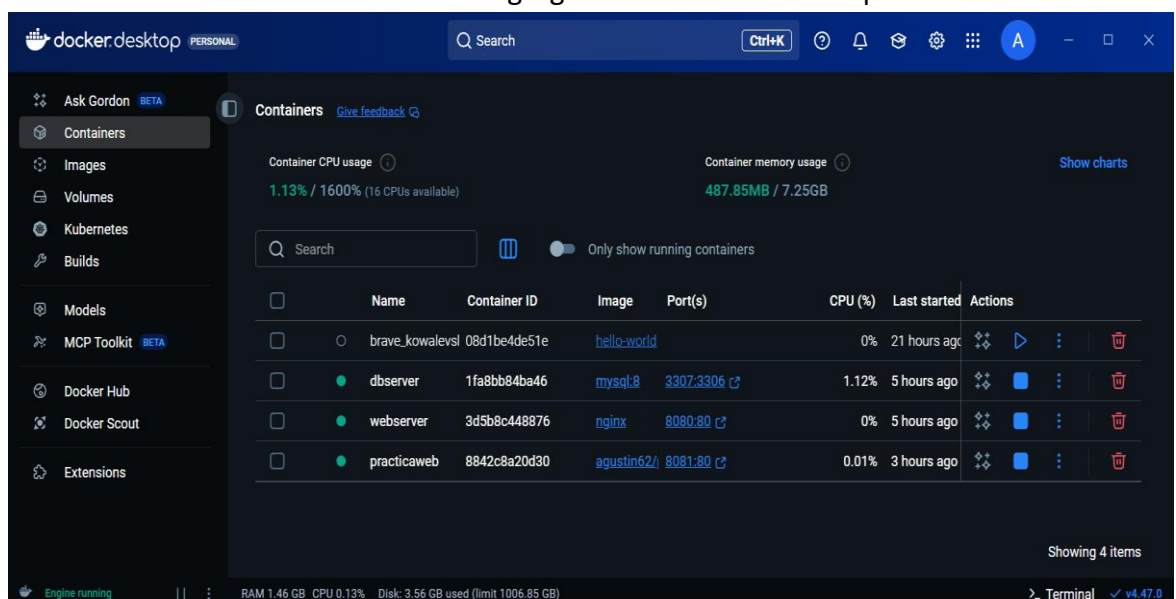 docker.desktop PERSONAL Search Ctrl+K A
Ask Gordon BETA
Containers
Images
Volumes
Kubernetes
Builds
Models
MCP Toolkit BETA
Docker Hub
Docker Scout
Extensions
Containers Give feedback
Container CPU usage
1.13% / 1600% (16 CPUs available)
Container memory usage
487.85MB / 7.25GB
Show charts
Search Only show running containers
Name Container ID Image Port(s) CPU (%) Last started Actions
brave_kowalevsl 08d1be4de51e hello-world 0% 21 hours agc
dbserver 1fa8bb84ba46 mysql:8 3307:3306 1.12% 5 hours ago
webserver 3d5b8c448876 nginx 8080:80 0% 5 hours ago
practicaweb 8842c8a20d30 agustin62/ 8081:80 0.01% 3 hours ago
Showing 4 items
Engine running RAM 1.46 GB CPU 0.13% Disk: 3.56 GB used (limit 1006.85 GB) >_ Terminal v4.47.0